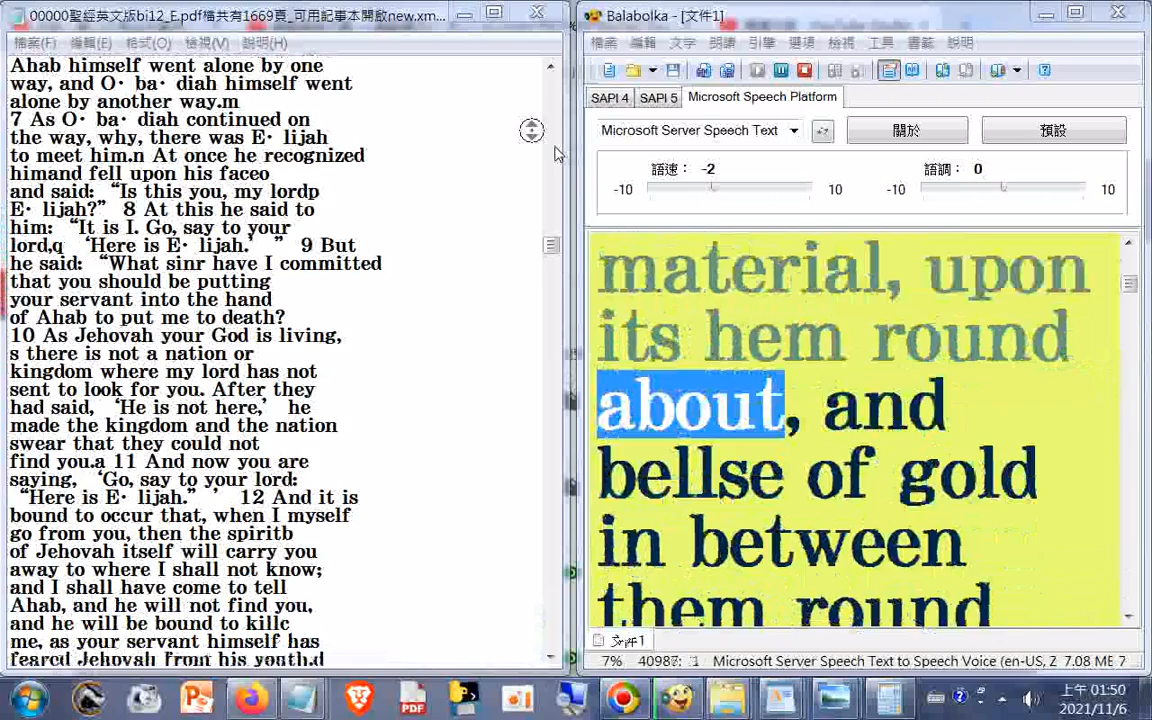 00000聖經英文版bi12_E.pdf檔共有1669頁_可用記事本開啟new.xm...
檔案(F) 編輯(E) 格式(O) 檢視(V) 說明(H)
Ahab himself went alone by one
way, and O· ba· diah himself went
alone by another way.m
7 As O· ba· diah continued on
the way, why, there was E· lijah
to meet him.n At once he recognized
himand fell upon his faceo
and said: “Is this you, my lordp
E· lijah?” 8 At this he said to
him: “It is I. Go, say to your
lord,q ‘Here is E· lijah.’ ” 9 But
he said: “What sinr have I committed
that you should be putting
your servant into the hand
of Ahab to put me to death?
10 As Jehovah your God is living,
s there is not a nation or
kingdom where my lord has not
sent to look for you. After they
had said, ‘He is not here,’ he
made the kingdom and the nation
swear that they could not
find you.a 11 And now you are
saying, ‘Go, say to your lord:
“Here is E· lijah.” ’ 12 And it is
bound to occur that, when I myself
go from you, then the spiritb
of Jehovah itself will carry you
away to where I shall not know;
and I shall have come to tell
Ahab, and he will not find you,
and he will be bound to killc
me, as your servant himself has
feared Jehovah from his youth.d
Balabolka - [文件1]
檔案 編輯 文字 朗讀 引擎 選項 檢視 工具 書籤 說明
SAPI 4 SAPI 5 Microsoft Speech Platform
Microsoft Server Speech Text 關於 預設
語速： -2 語調： 0
-10 10 -10 10
material, upon
its hem round
about, and
bellse of gold
in between
them round
文件1
7% 40987: 1 Microsoft Server Speech Text to Speech Voice (en-US, 2 7.08 ME 7
PDF
上午 01:50
2021/11/6